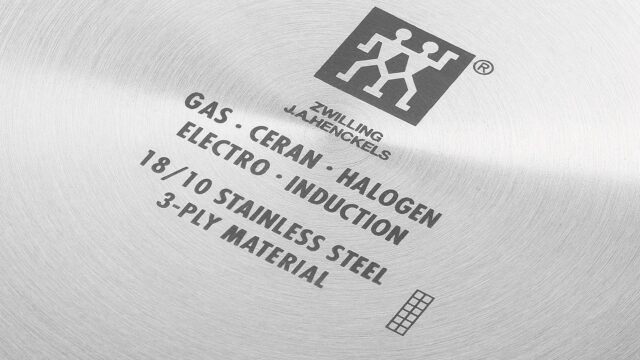 ®
ZWILLING
J.A.HENCKELS
GAS · CERAN · HALOGEN
ELECTRO · INDUCTION
18/10 STAINLESS STEEL
3-PLY MATERIAL